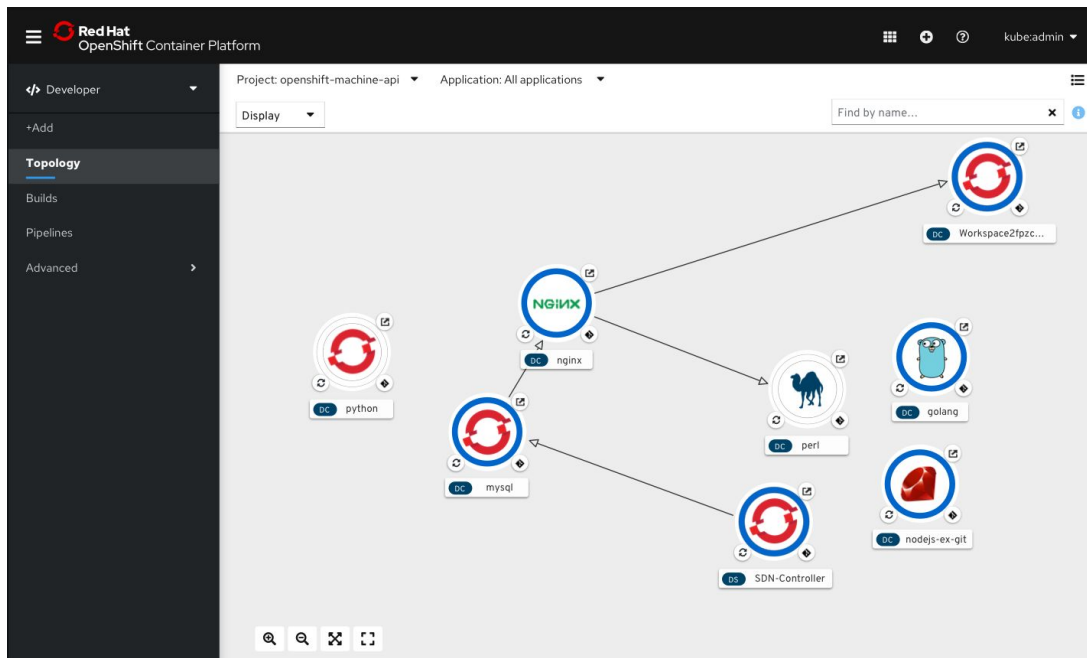 Red Hat
OpenShift Container Platform
kube:admin
Developer
Project: openshift-machine-api
Application: All applications
Display
Find by name...
+Add
Topology
Builds
Pipelines
Advanced
DC Workspace2fpzc...
NGINX
DC nginx
DC python
DC golang
DC perl
DC mysql
DC nodejs-ex-git
DS SDN-Controller